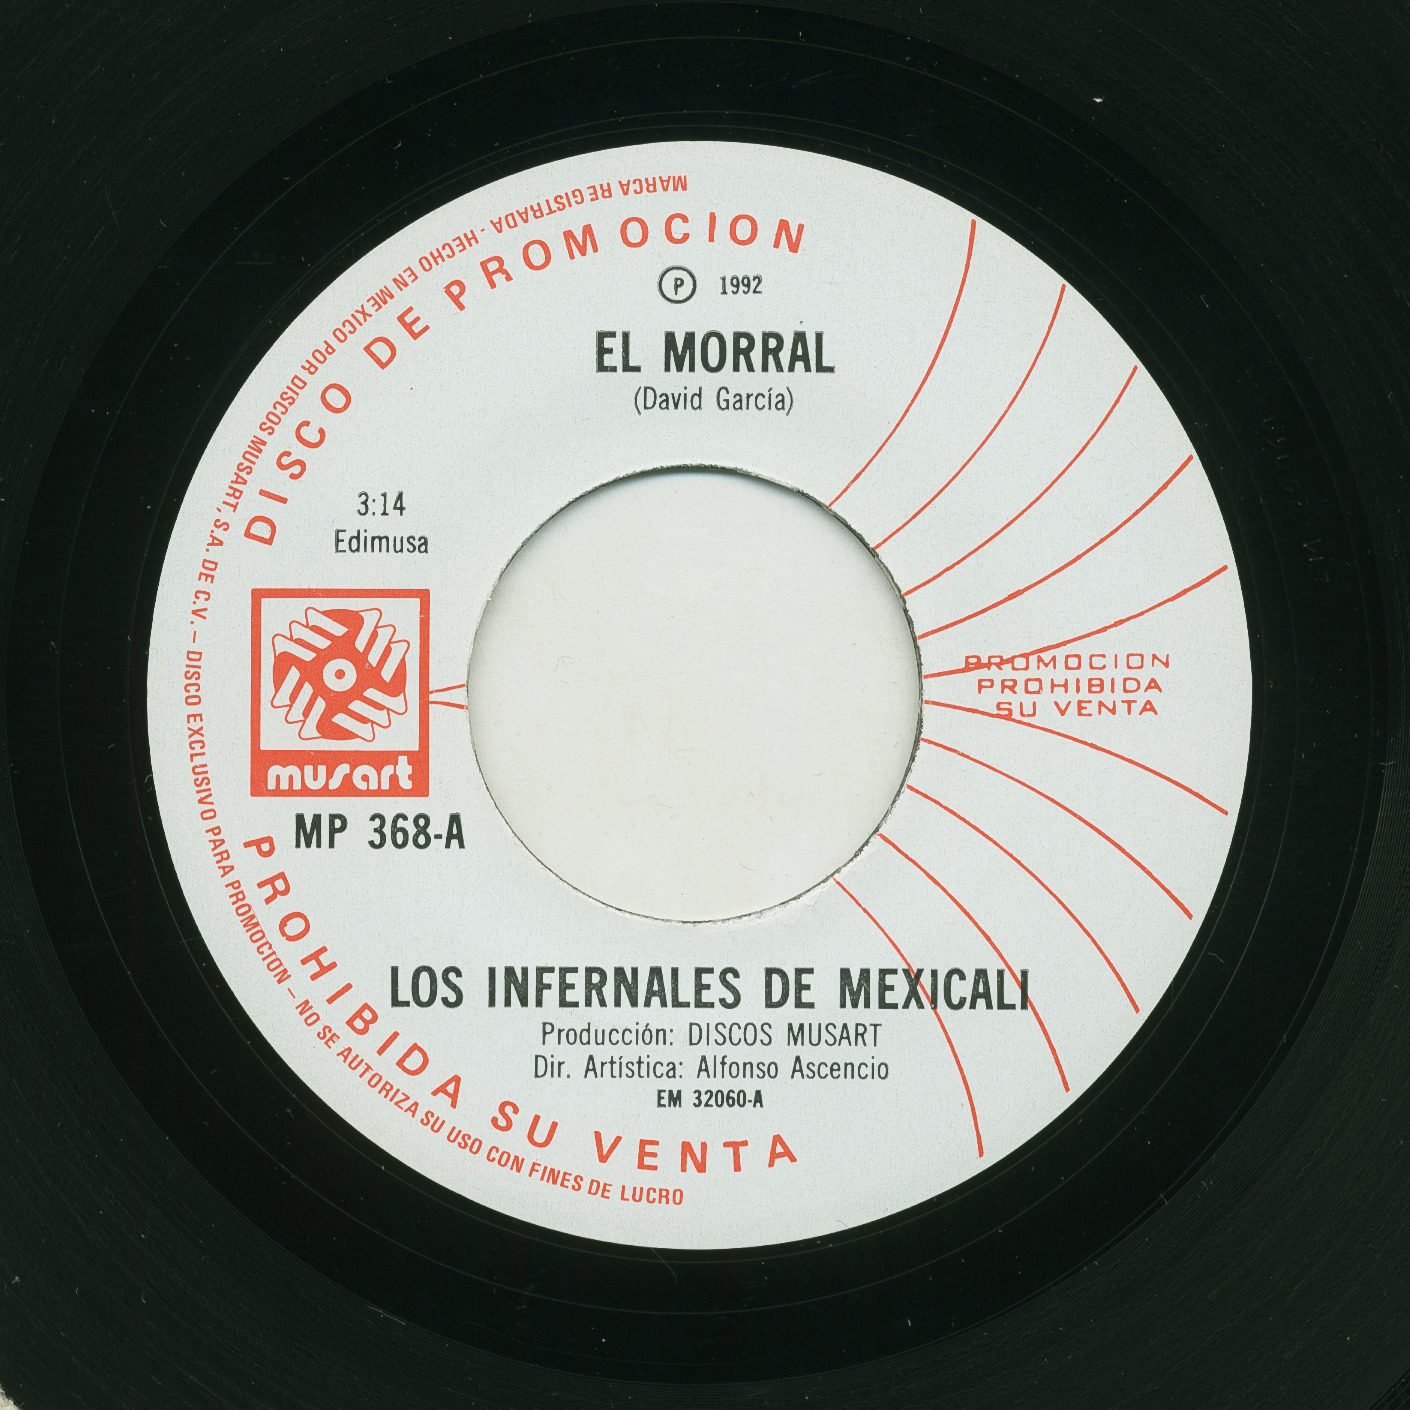 MARCA REGISTRADA - HECHO EN MEXICO POR DISCOS MUSART, S.A. DE C.V. – DISCO EXCLUSIVO PARA PROMOCION – NO SE AUTORIZA SU USO CON FINES DE LUCRO
DISCO DE PROMOCION
Ⓟ 1992
EL MORRAL
(David García)
3:14
Edimusa
musart
MP 368-A
PROMOCION
PROHIBIDA
SU VENTA
LOS INFERNALES DE MEXICALI
Producción: DISCOS MUSART
Dir. Artística: Alfonso Ascencio
EM 32060-A
PROHIBIDA SU VENTA